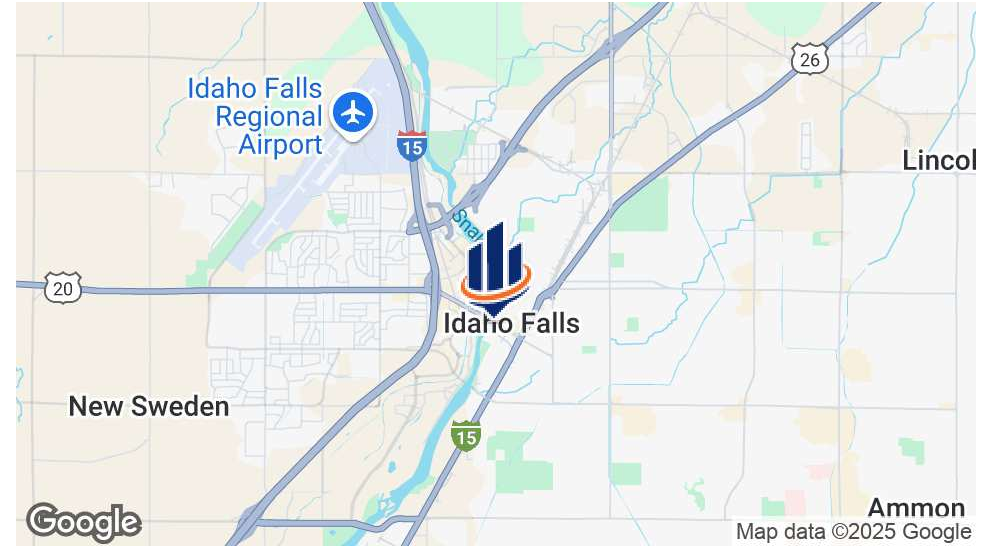 26
Idaho Falls
Regional
Airport
15
Lincol
Sna
20
Idaho Falls
New Sweden
15
Ammon
Google
Map data ©2025 Google